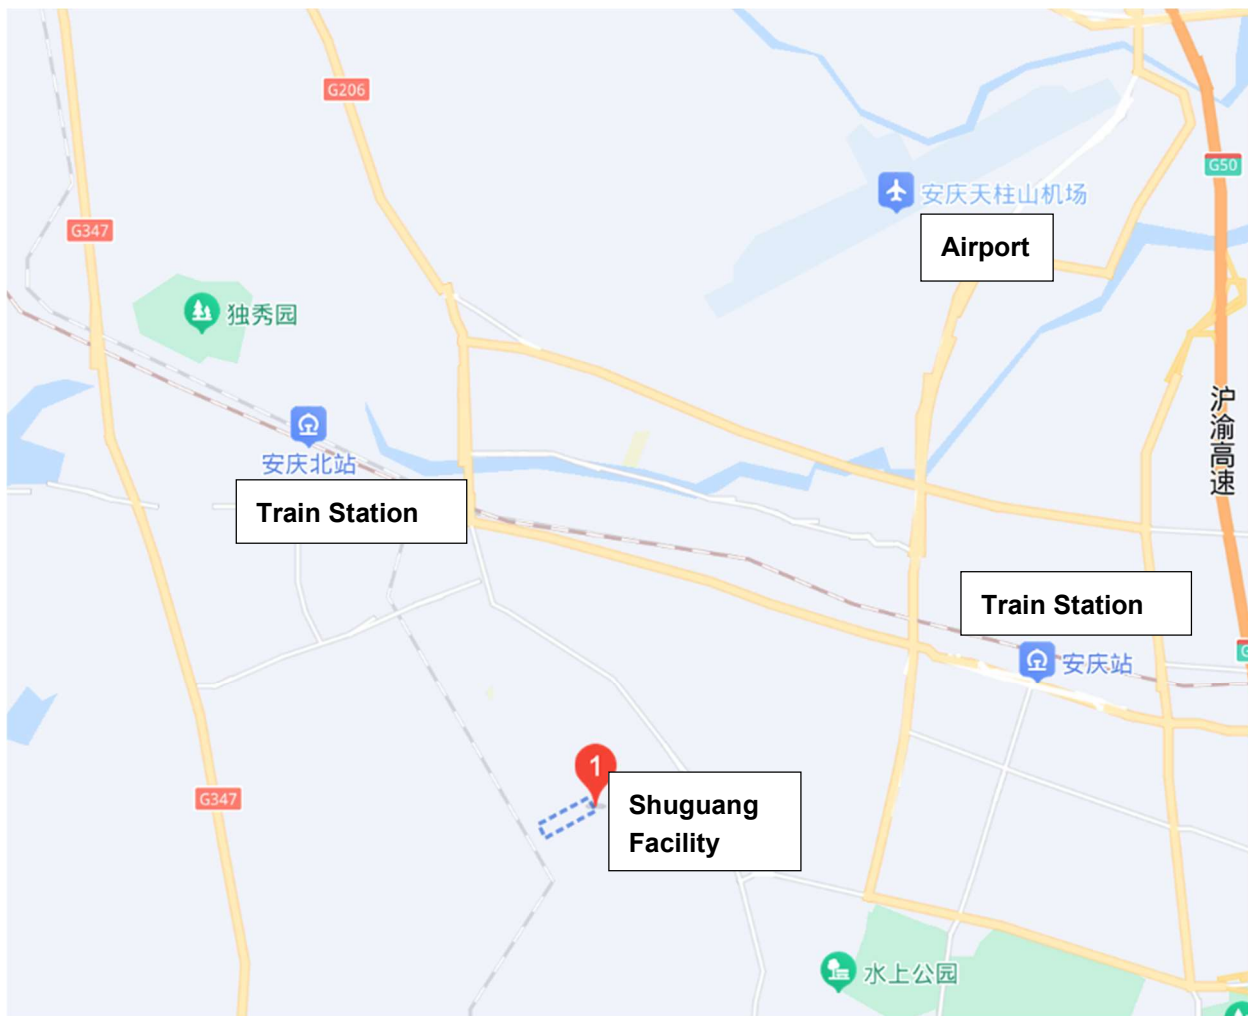 G206
G50
安庆天柱山机场
G347
Airport
独秀园
沪渝高速
安庆北站
Train Station
Train Station
安庆站
1
G347
Shuguang
Facility
水上公园